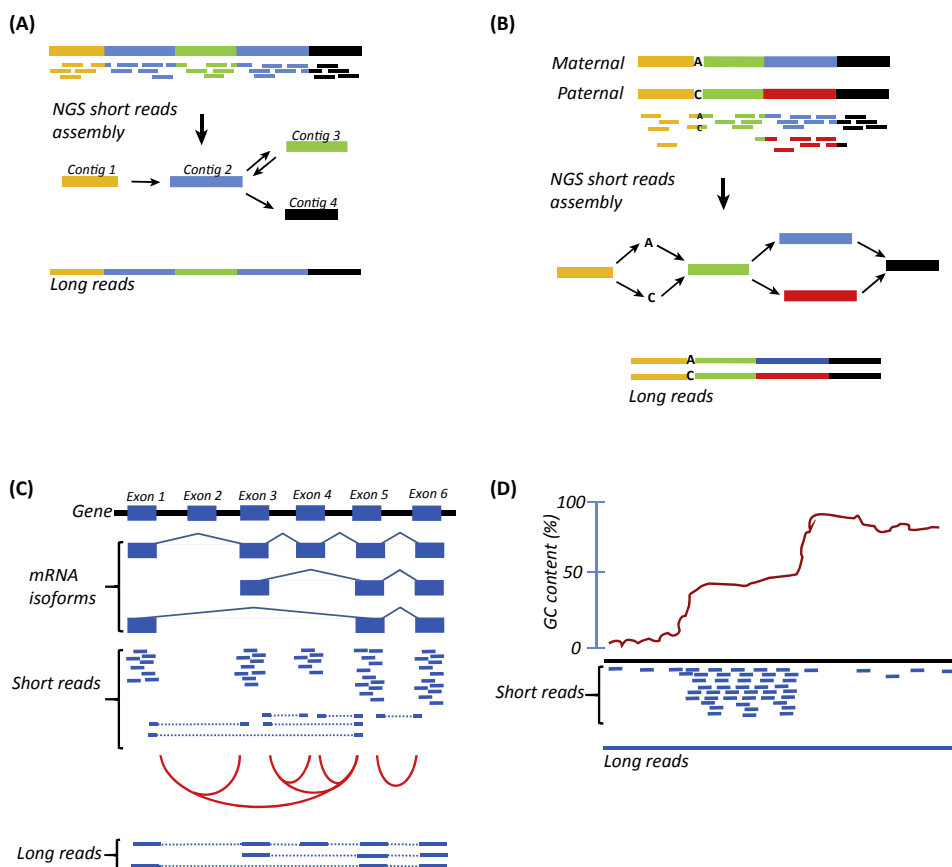 (A)
NGS short reads
assembly
Contig 1
Contig 2
Contig 3
Contig 4
Long reads
(B)
Maternal
A
Paternal
C
A
C
NGS short reads
assembly
A
C
A
C
Long reads
(C)
Exon 1 Exon 2 Exon 3 Exon 4 Exon 5 Exon 6
Gene
mRNA
isoforms
Short reads
Long reads
(D)
100
50
0
GC content (%)
Short reads
Long reads